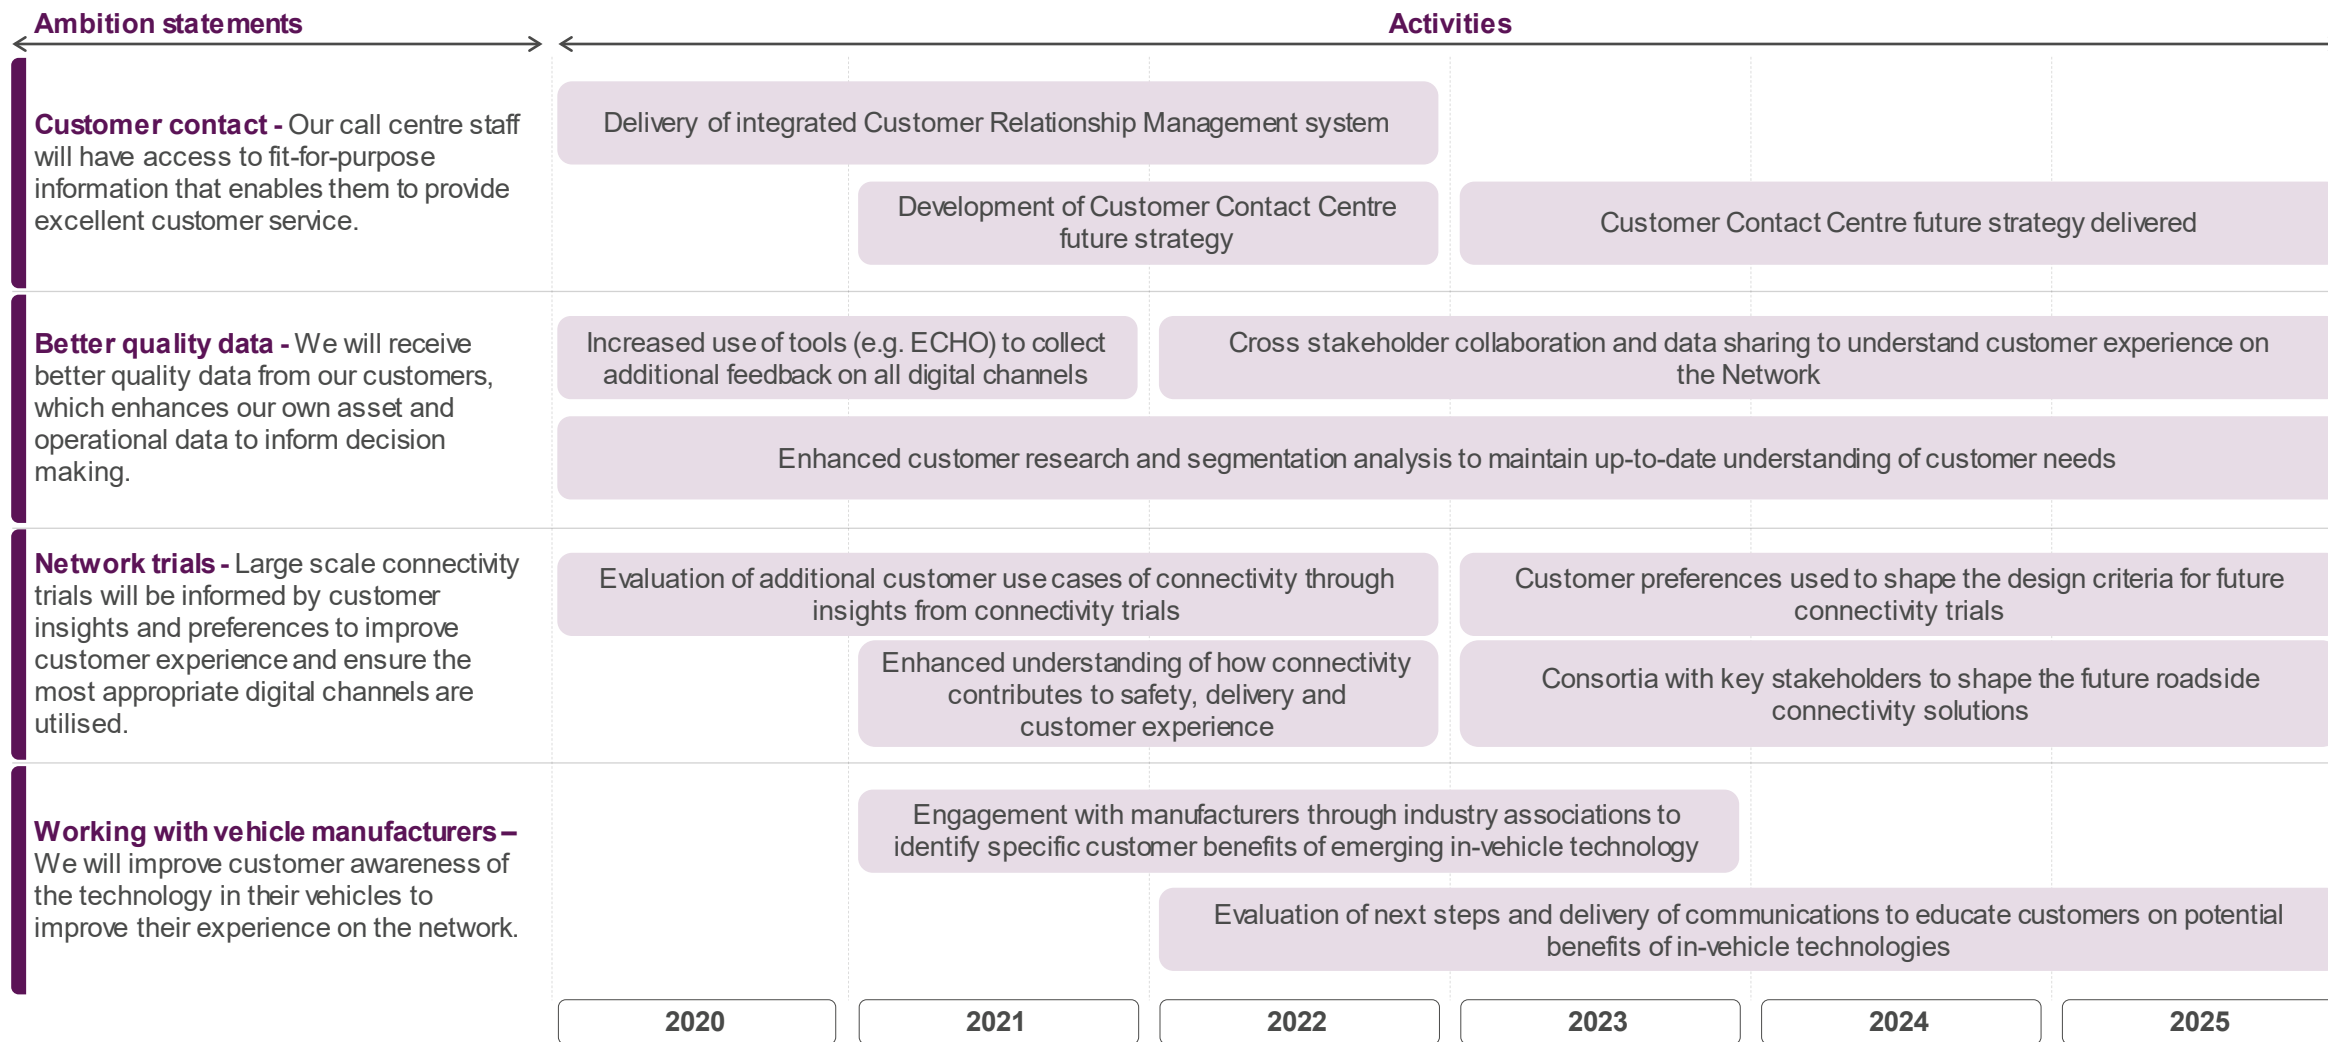 Ambition statements
Activities
Customer contact - Our call centre staff
will have access to fit-for-purpose
information that enables them to provide
excellent customer service.
Delivery of integrated Customer Relationship Management system
Development of Customer Contact Centre
future strategy
Customer Contact Centre future strategy delivered
Better quality data - We will receive
better quality data from our customers,
which enhances our own asset and
operational data to inform decision
making.
Increased use of tools (e.g. ECHO) to collect
additional feedback on all digital channels
Cross stakeholder collaboration and data sharing to understand customer experience on
the Network
Enhanced customer research and segmentation analysis to maintain up-to-date understanding of customer needs
Network trials - Large scale connectivity
trials will be informed by customer
insights and preferences to improve
customer experience and ensure the
most appropriate digital channels are
utilised.
Evaluation of additional customer use cases of connectivity through
insights from connectivity trials
Customer preferences used to shape the design criteria for future
connectivity trials
Enhanced understanding of how connectivity
contributes to safety, delivery and
customer experience
Consortia with key stakeholders to shape the future roadside
connectivity solutions
Working with vehicle manufacturers –
We will improve customer awareness of
the technology in their vehicles to
improve their experience on the network.
Engagement with manufacturers through industry associations to
identify specific customer benefits of emerging in-vehicle technology
Evaluation of next steps and delivery of communications to educate customers on potential
benefits of in-vehicle technologies
2020
2021
2022
2023
2024
2025